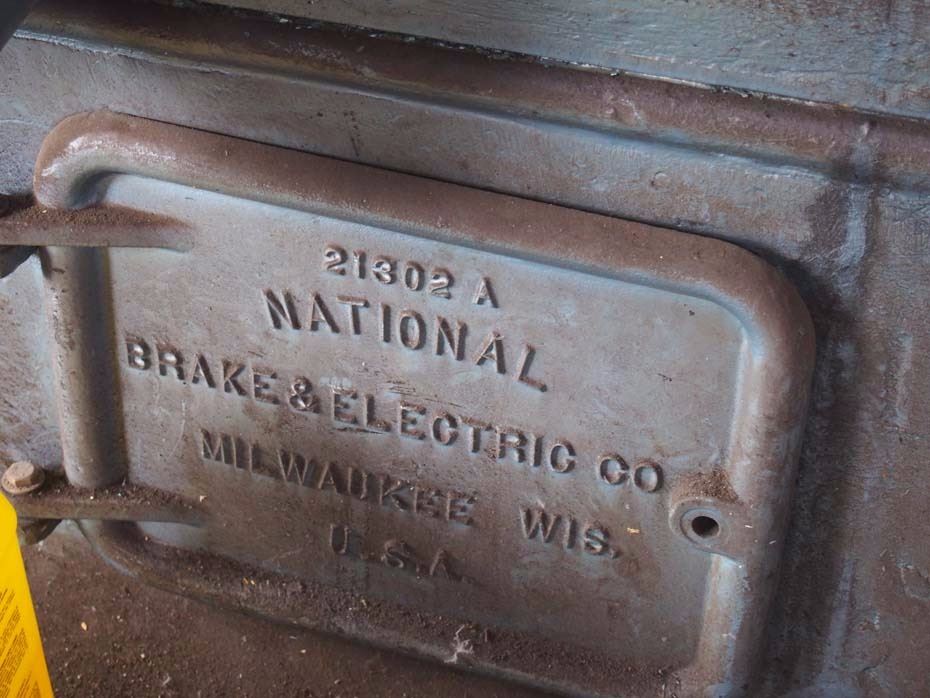 21302 A
NATIONAL
BRAKE & ELECTRIC CO
MILWAUKEE WIS.
U.S.A.